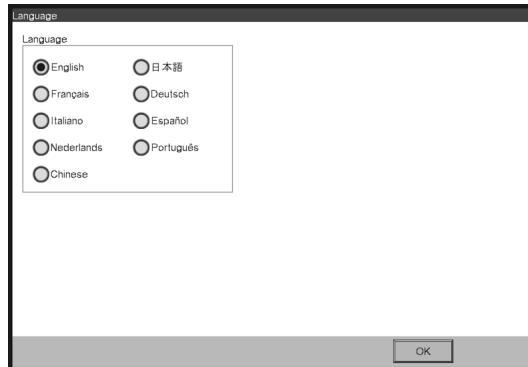 Language
Language
English 日本語
Français Deutsch
Italiano Español
Nederlands Português
Chinese
OK